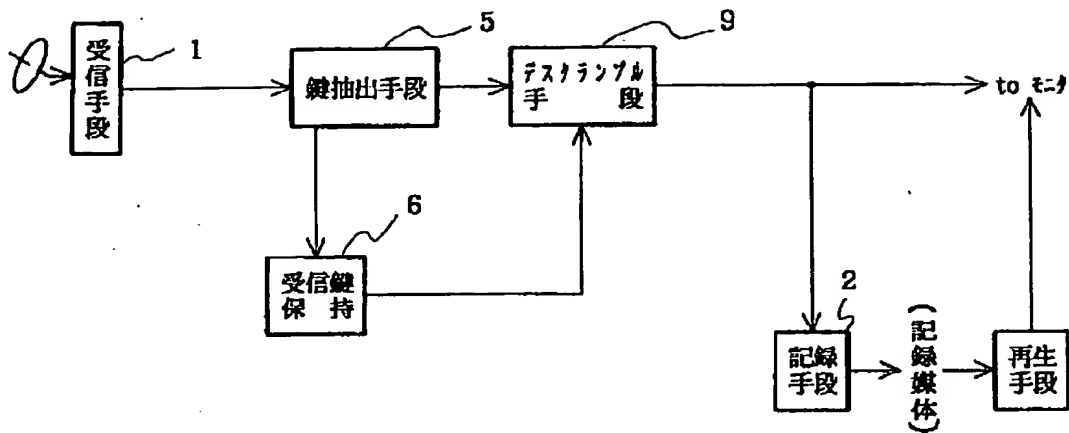 受信手段
1
鍵抽出手段
5
デスクランブル
手段
9
to モニタ
受信鍵
保持
6
記録
手段
2
(記録媒体)
再生
手段